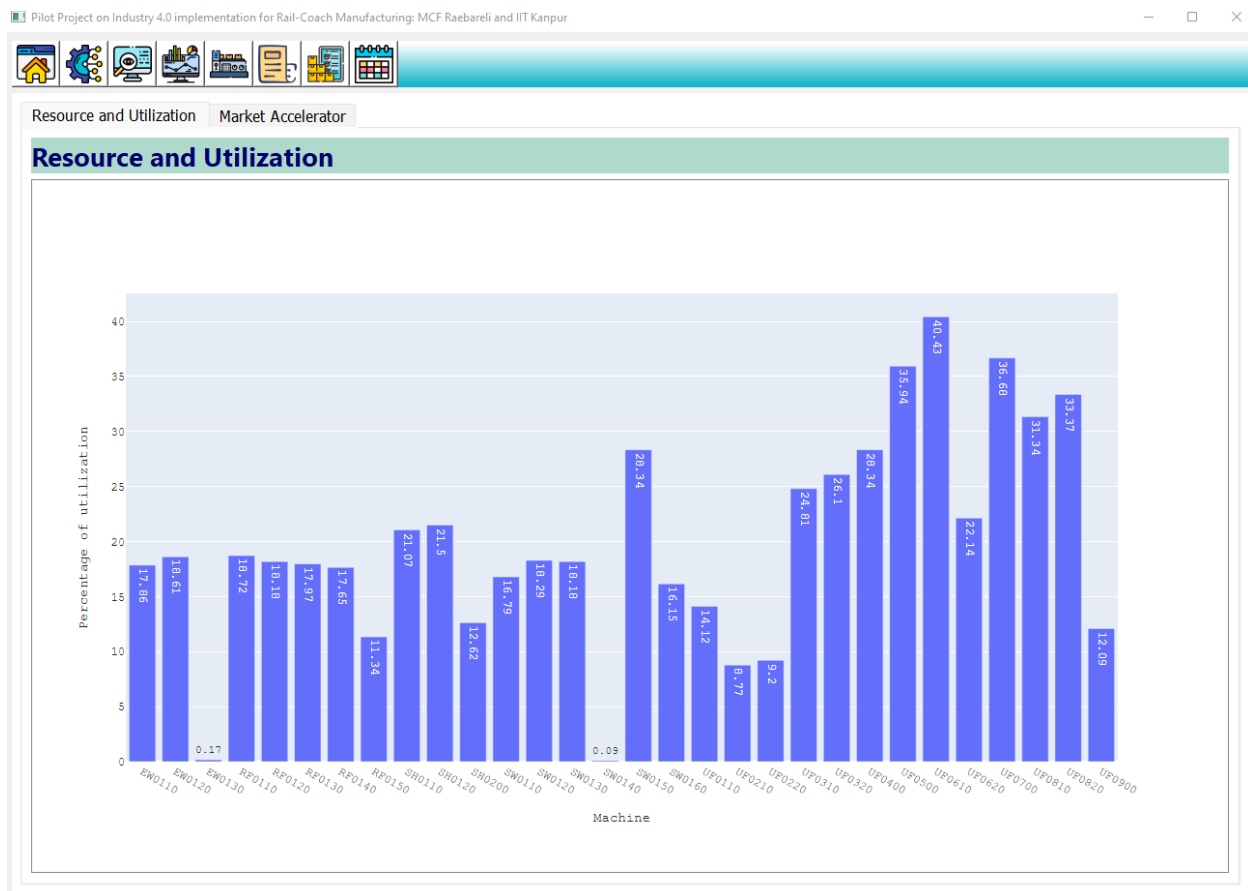 Pilot Project on Industry 4.0 implementation for Rail-Coach Manufacturing: MCF Raebareli and IIT Kanpur
Resource and Utilization Market Accelerator
Resource and Utilization
Percentage of utilization
40
35
30
25
20
15
10
5
0
17.86
18.61
0.17
18.72
18.18
17.97
17.65
11.34
21.07
21.5
12.62
16.79
18.29
18.18
0.09
28.34
16.15
14.12
8.77
9.2
24.81
26.1
28.34
35.94
40.43
22.14
36.68
31.34
33.37
12.09
EW0110
EW0120
EW0130
RF0110
RF0120
RF0130
RF0140
RF0150
SH0110
SH0120
SH0200
SW0110
SW0120
SW0130
SW0140
SW0150
SW0160
UF0110
UF0210
UF0220
UF0310
UF0320
UF0400
UF0500
UF0610
UF0620
UF0700
UF0810
UF0820
UF0900
Machine